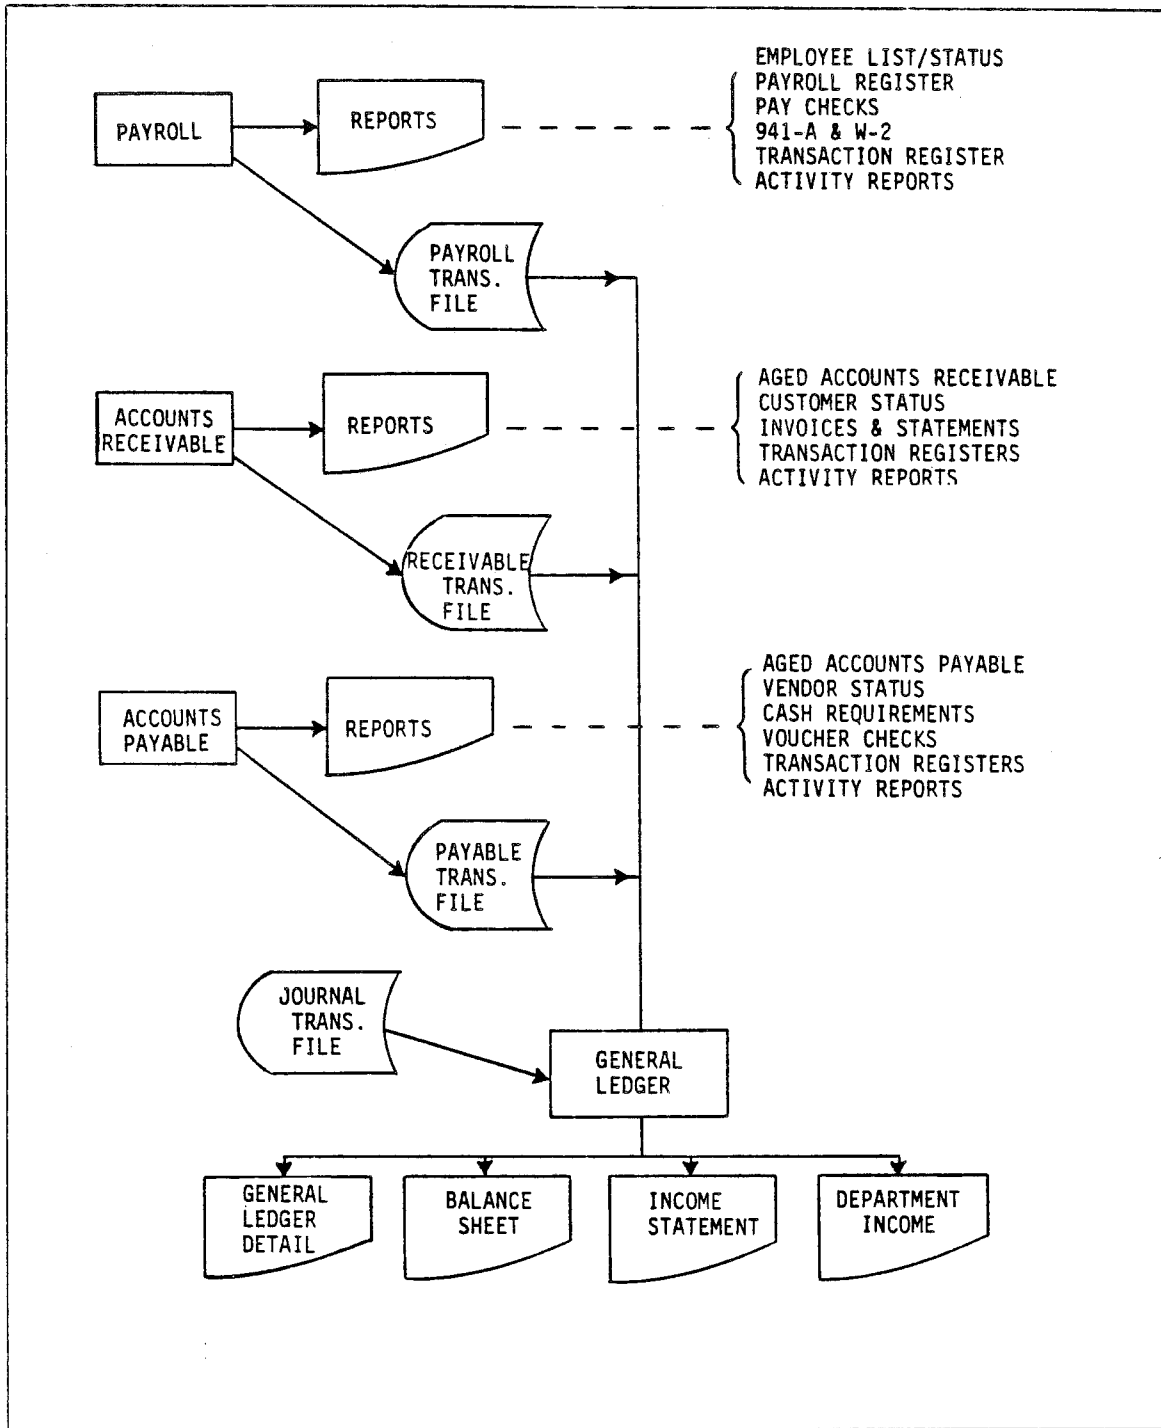 EMPLOYEE LIST/STATUS
PAYROLL REGISTER
PAY CHECKS
941-A & W-2
TRANSACTION REGISTER
ACTIVITY REPORTS
PAYROLL
REPORTS
PAYROLL
TRANS.
FILE
AGED ACCOUNTS RECEIVABLE
CUSTOMER STATUS
INVOICES & STATEMENTS
TRANSACTION REGISTERS
ACTIVITY REPORTS
ACCOUNTS
RECEIVABLE
REPORTS
RECEIVABLE
TRANS.
FILE
AGED ACCOUNTS PAYABLE
VENDOR STATUS
CASH REQUIREMENTS
VOUCHER CHECKS
TRANSACTION REGISTERS
ACTIVITY REPORTS
ACCOUNTS
PAYABLE
REPORTS
PAYABLE
TRANS.
FILE
JOURNAL
TRANS.
FILE
GENERAL
LEDGER
GENERAL
LEDGER
DETAIL
BALANCE
SHEET
INCOME
STATEMENT
DEPARTMENT
INCOME